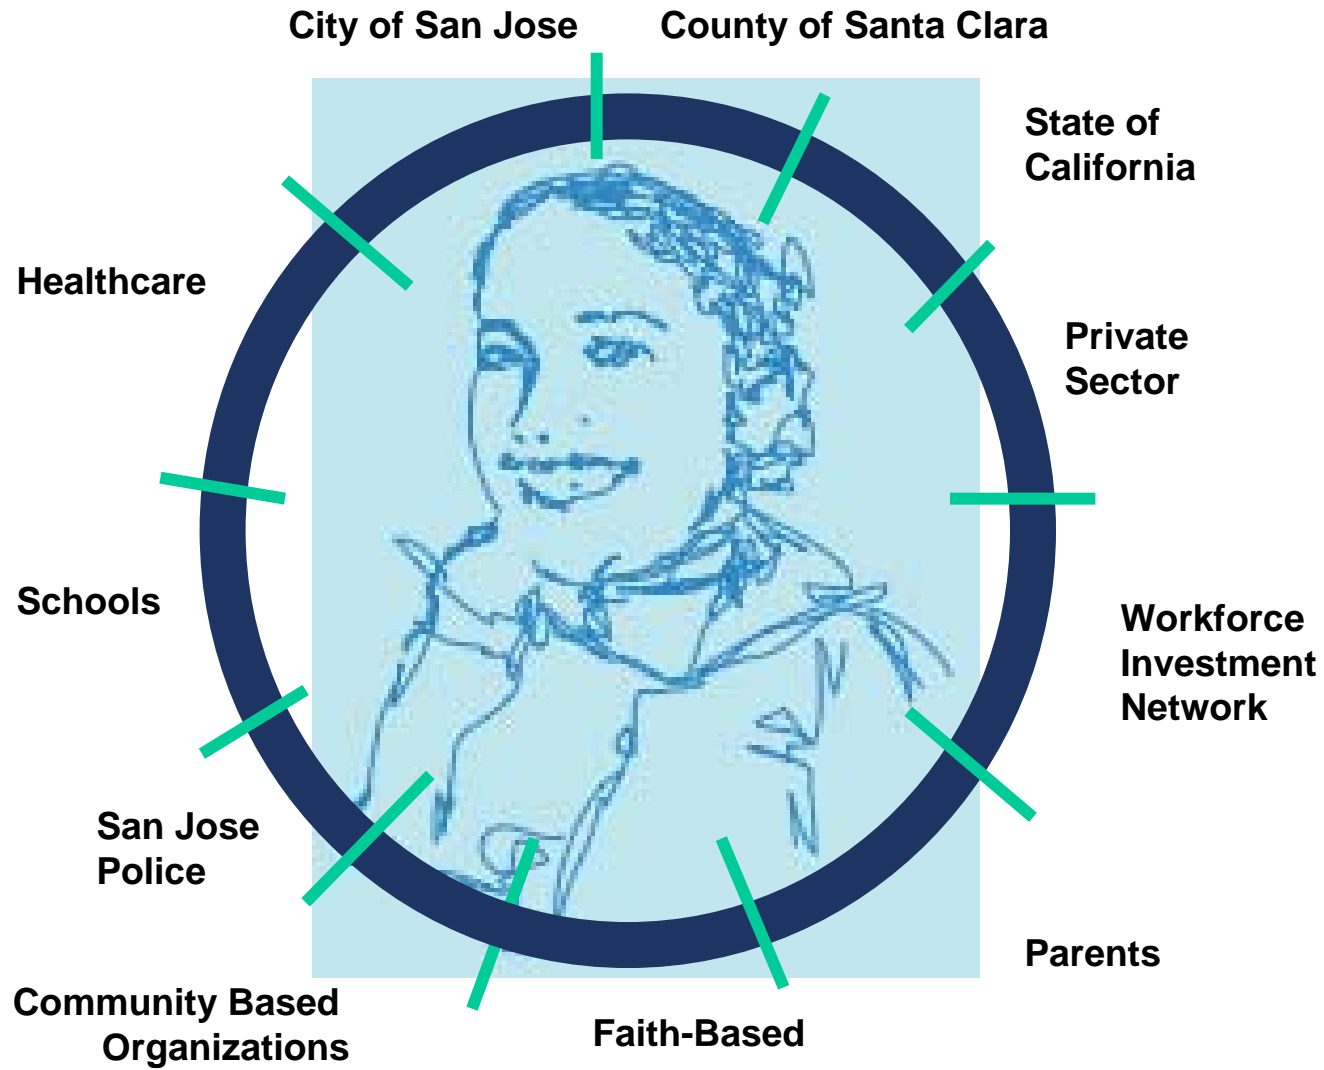 City of San Jose
County of Santa Clara
State of
California
Private
Sector
Workforce
Investment
Network
Parents
Faith-Based
Community Based
Organizations
San Jose
Police
Schools
Healthcare